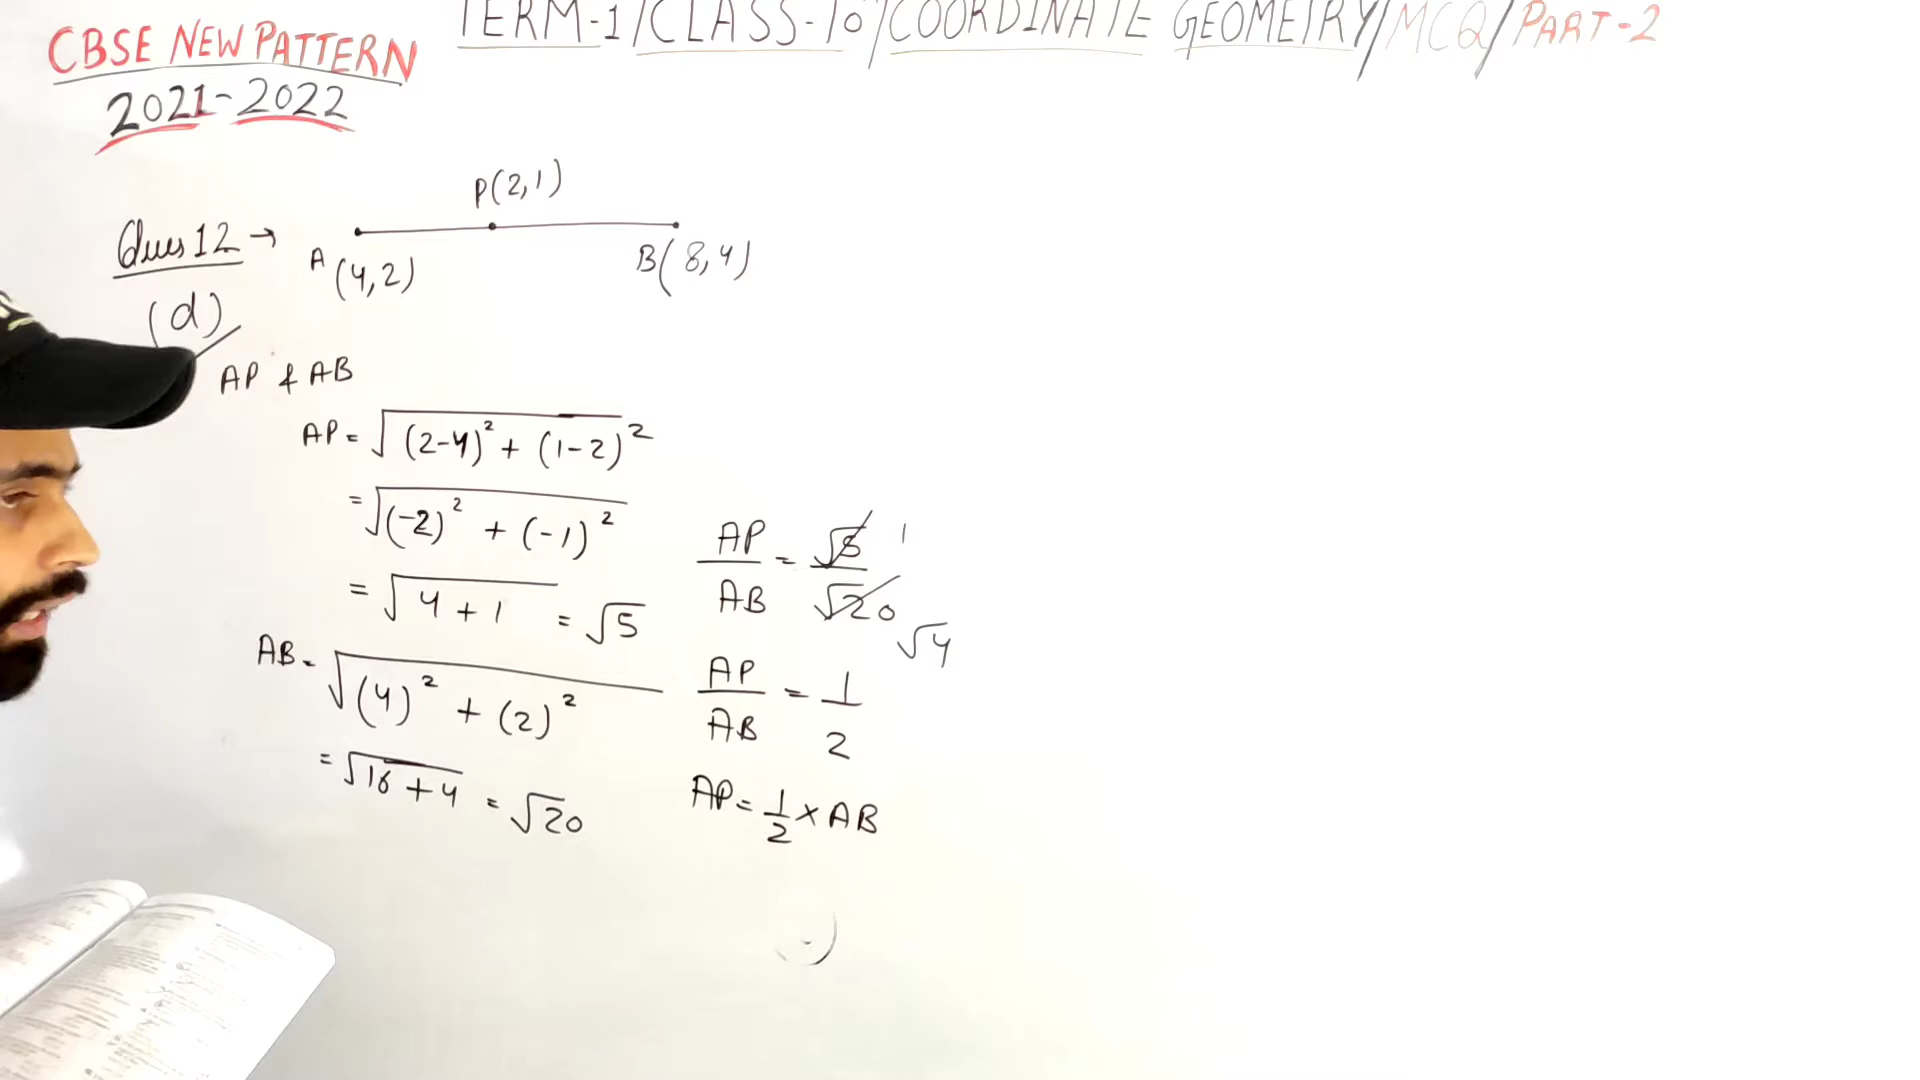 CBSE NEW PATTERN
2021-2022
TERM-1/CLASS-10/COORDINATE GEOMETRY/MCQ/PART-2
P(2,1)
Ques 12 →
A (4,2)
B(8,4)
(d)
AP & AB
AP = √(2-4)² + (1-2)²
= √(-2)² + (-1)²
= √4+1 = √5
AB = √(4)² + (2)²
= √16+4 = √20
AP/AB = √5/√20 1 √4
AP/AB = 1/2
AP = 1/2 × AB